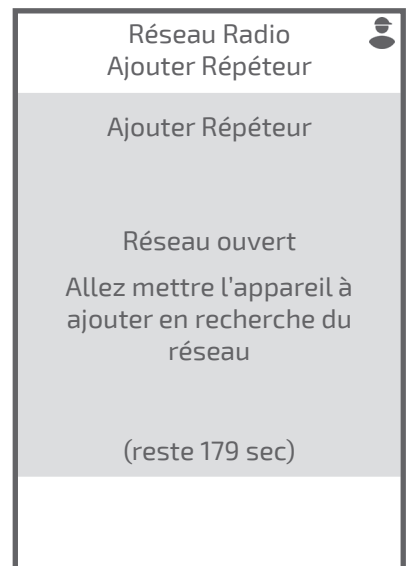 Réseau Radio
Ajouter Répéteur
Ajouter Répéteur
Réseau ouvert
Allez mettre l'appareil à
ajouter en recherche du
réseau
(reste 179 sec)